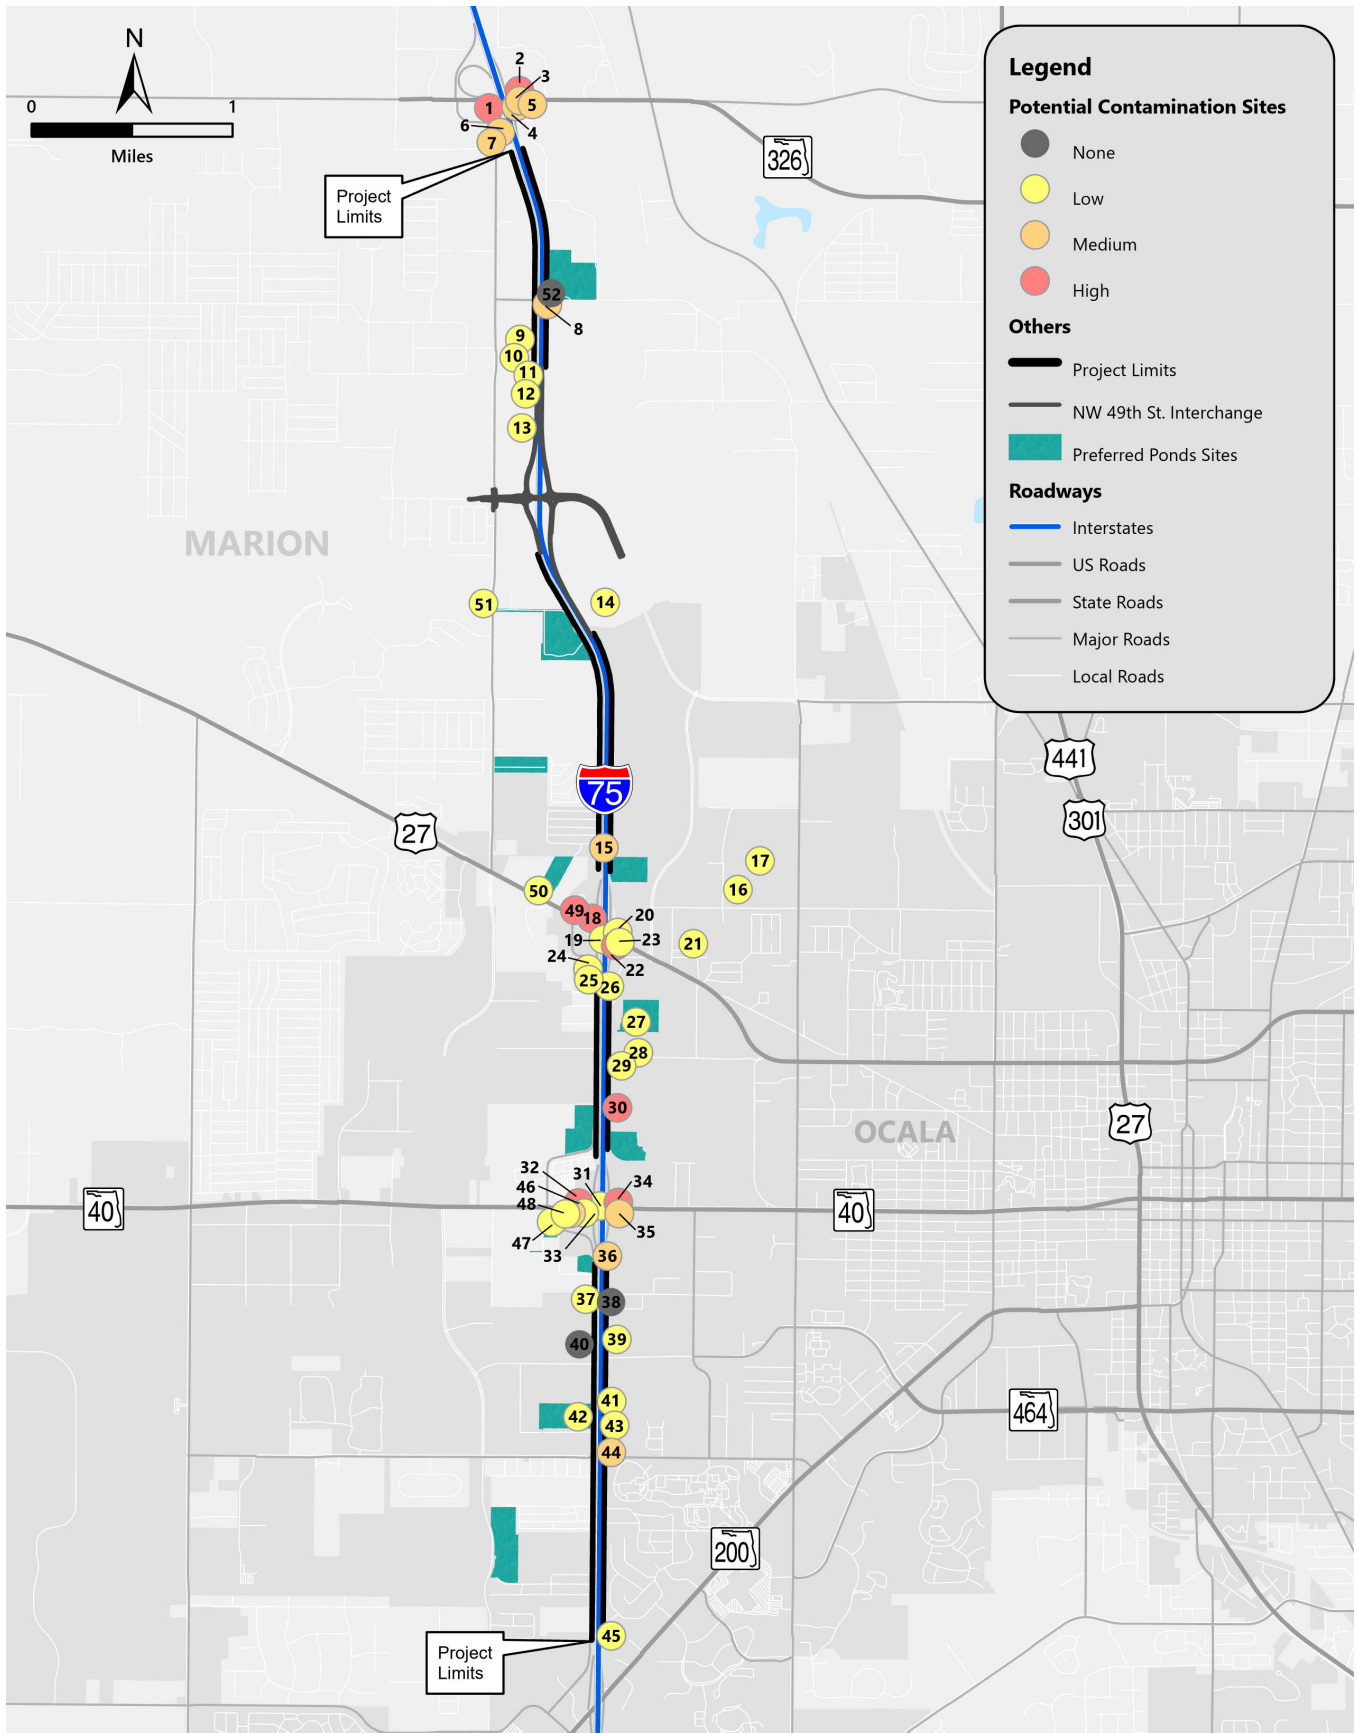 N
0
1
Miles
2
3
1
5
6
4
7
326
Project
Limits
52
8
9
10
11
12
13
MARION
51
14
75
441
301
27
15
17
50
16
49
18
20
19
23
21
24
22
25
26
27
28
29
30
OCALA
27
32
31
34
46
48
40
40
47
33
35
36
37
38
40
39
41
42
43
464
44
200
45
Project
Limits
Legend
Potential Contamination Sites
None
Low
Medium
High
Others
Project Limits
NW 49th St. Interchange
Preferred Ponds Sites
Roadways
Interstates
US Roads
State Roads
Major Roads
Local Roads